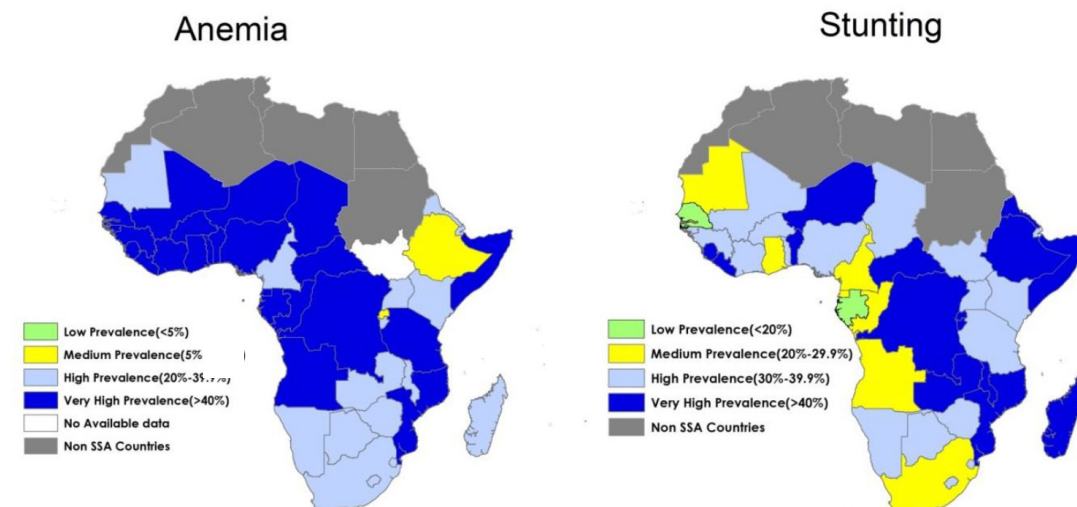 Anemia
Low Prevalence(<5%)
Medium Prevalence(5%
High Prevalence(20%-39.
Very High Prevalence(>40%)
No Available data
Non SSA Countries
Stunting
Low Prevalence(<20%)
Medium Prevalence(20%-29.9%)
High Prevalence(30%-39.9%)
Very High Prevalence(>40%)
Non SSA Countries